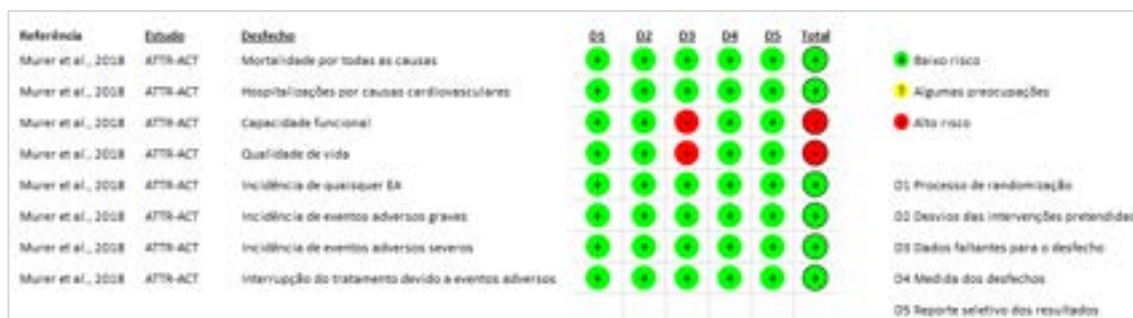 Referência Estudo Desfecho D1 D2 D3 D4 D5 Total
Murer et al., 2018 ATTR-ACT Mortalidade por todas as causas + + + + + +
Baixo risco
Murer et al., 2018 ATTR-ACT Hospitalizações por causas cardiovasculares + + + + + +
? Algumas preocupações
Murer et al., 2018 ATTR-ACT Capacidade funcional + + - + + -
Alto risco
Murer et al., 2018 ATTR-ACT Qualidade de vida + + - + + -
Murer et al., 2018 ATTR-ACT Incidência de quaisquer EA + + + + + +
D1 Processo de randomização
Murer et al., 2018 ATTR-ACT Incidência de eventos adversos graves + + + + + +
D2 Desvios das intervenções pretendidas
Murer et al., 2018 ATTR-ACT Incidência de eventos adversos severos + + + + + +
D3 Dados faltantes para o desfecho
Murer et al., 2018 ATTR-ACT Interrupção do tratamento devido a eventos adversos + + + + + +
D4 Medida dos desfechos
D5 Reporte seletivo dos resultados